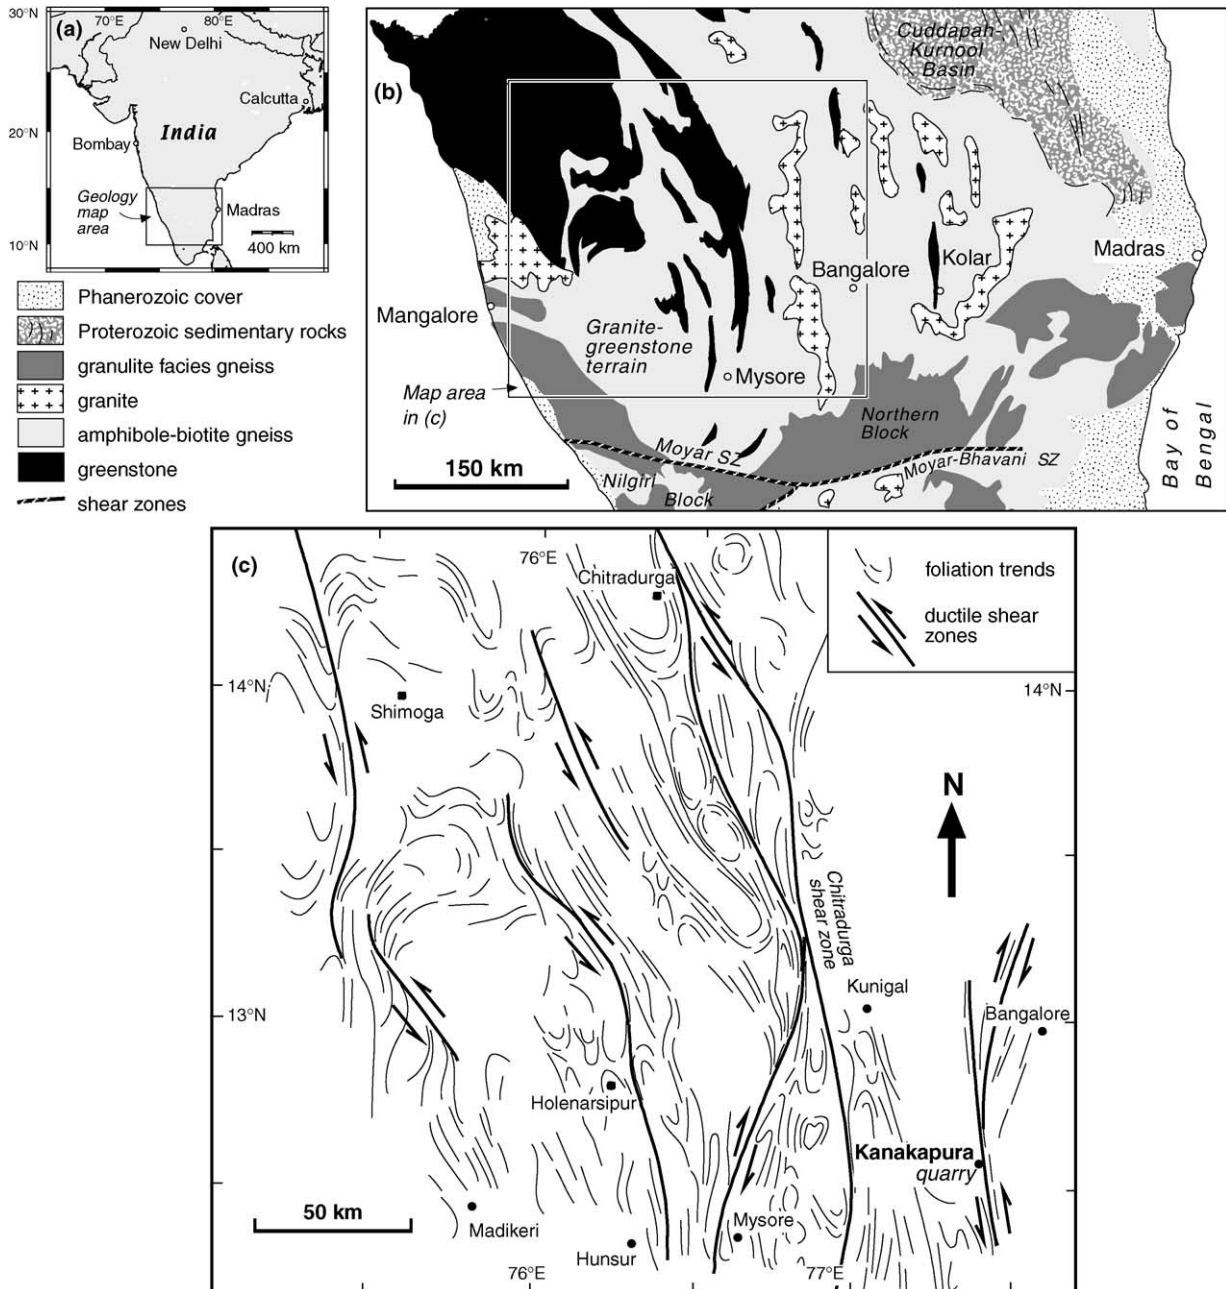 (a)
70°E
80°E
30°N
20°N
10°N
New Delhi
Calcutta
India
Bombay
Geology
map
area
Madras
400 km
Phanerozoic cover
Proterozoic sedimentary rocks
granulite facies gneiss
granite
amphibole-biotite gneiss
greenstone
shear zones
(b)
Cuddapah-
Kurnool
Basin
Mangalore
Granite-
greenstone
terrain
Bangalore
Kolar
Madras
Map area
in (c)
Mysore
Northern
Block
Moyar SZ
Moyar-Bhavani SZ
Nilgiri
Block
150 km
Bay of
Bengal
(c)
76°E
Chitradurga
foliation trends
ductile shear
zones
14°N
14°N
Shimoga
N
Chitradurga
shear zone
Kunigal
13°N
Bangalore
Holenarsipur
Kanakapura
quarry
50 km
Madikeri
Hunsur
Mysore
76°E
77°E